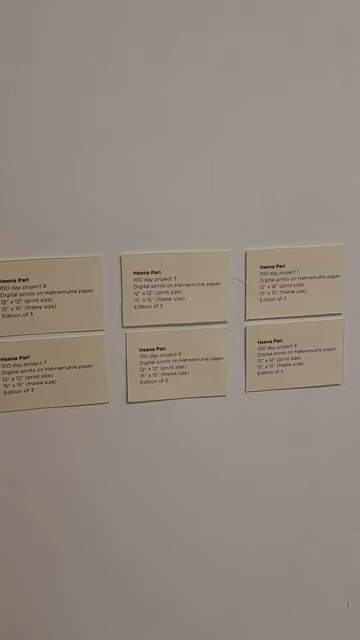 Heena Pari
100 day project 8
Digital prints on Hahnemuhle paper
12" x 12" (print size)
15" x 15" (frame size)
Edition of 3
Heena Pari
100 day project 3
Digital prints on Hahnemuhle paper
12" x 12" (print size)
15" x 15" (frame size)
Edition of 3
Heena Pari
100 day project 1
Digital prints on Hahnemuhle paper
12" x 12" (print size)
15" x 15" (frame size)
Edition of 3
Heena Pari
100 day project 7
Digital prints on Hahnemuhle paper
12" x 12" (print size)
15" x 15" (frame size)
Edition of 3
Heena Pari
100 day project 6
Digital prints on Hahnemuhle paper
12" x 12" (print size)
15" x 15" (frame size)
Edition of 3
Heena Pari
100 day project 4
Digital prints on Hahnemuhle paper
12" x 12" (print size)
15" x 15" (frame size)
Edition of 3